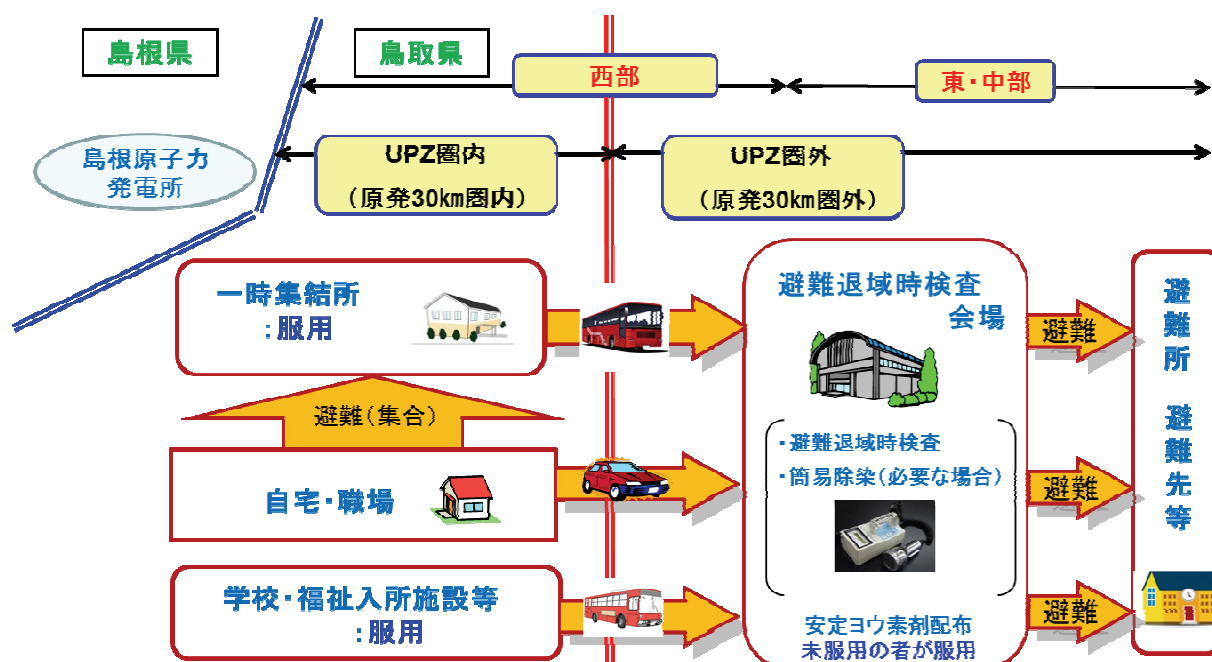 島根県
鳥取県
西部
東・中部
島根原子力
発電所
UPZ圏内
(原発30km圏内)
UPZ圏外
(原発30km圏外)
一時集結所
:服用
避難(集合)
自宅・職場
学校・福祉入所施設等
:服用
避難退域時検査
会場
・避難退域時検査
・簡易除染(必要な場合)
安定ヨウ素剤配布
未服用の者が服用
避難
避難
避難
避難所 避難先等